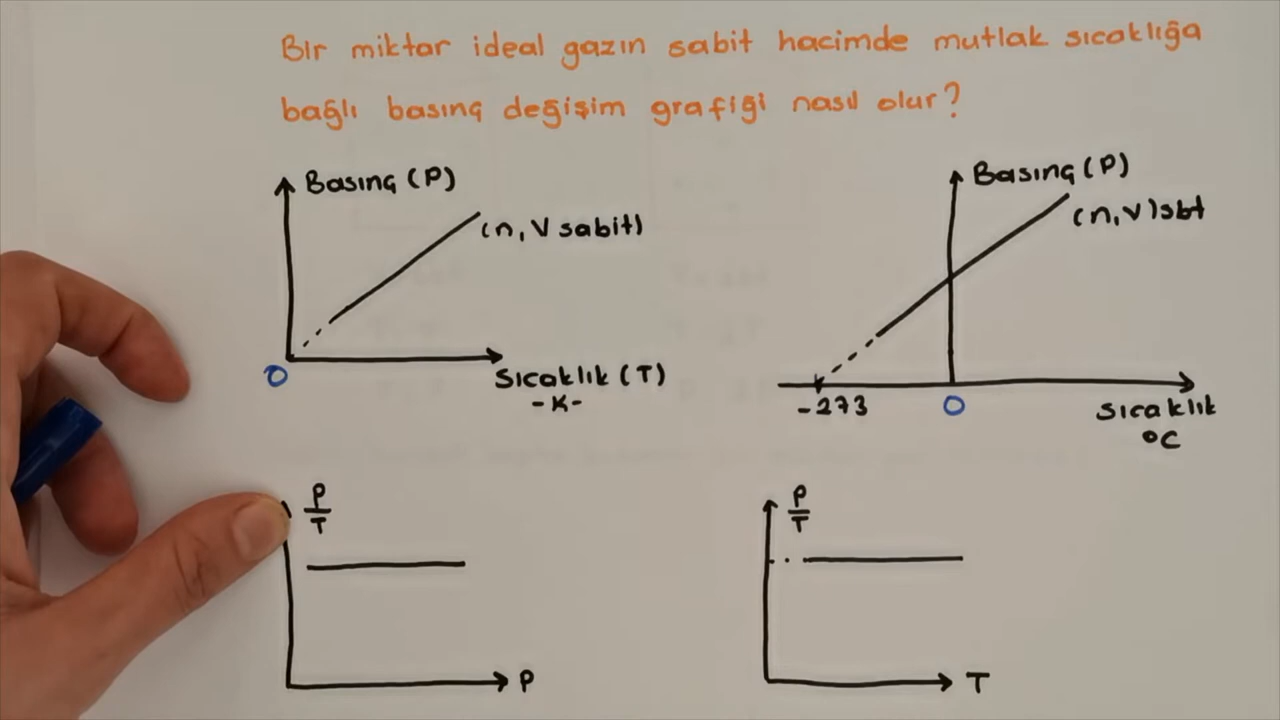 Bir miktar ideal gazın sabit hacimde mutlak sıcaklığa
bağlı basınç değişim grafiği nasıl olur?
Basınç (P)
(n, V sabit)
0
Sıcaklık (T)
-K-
Basınç (P)
(n, V) sbt
-273
0
Sıcaklık
°C
P
T
P
P
T
T